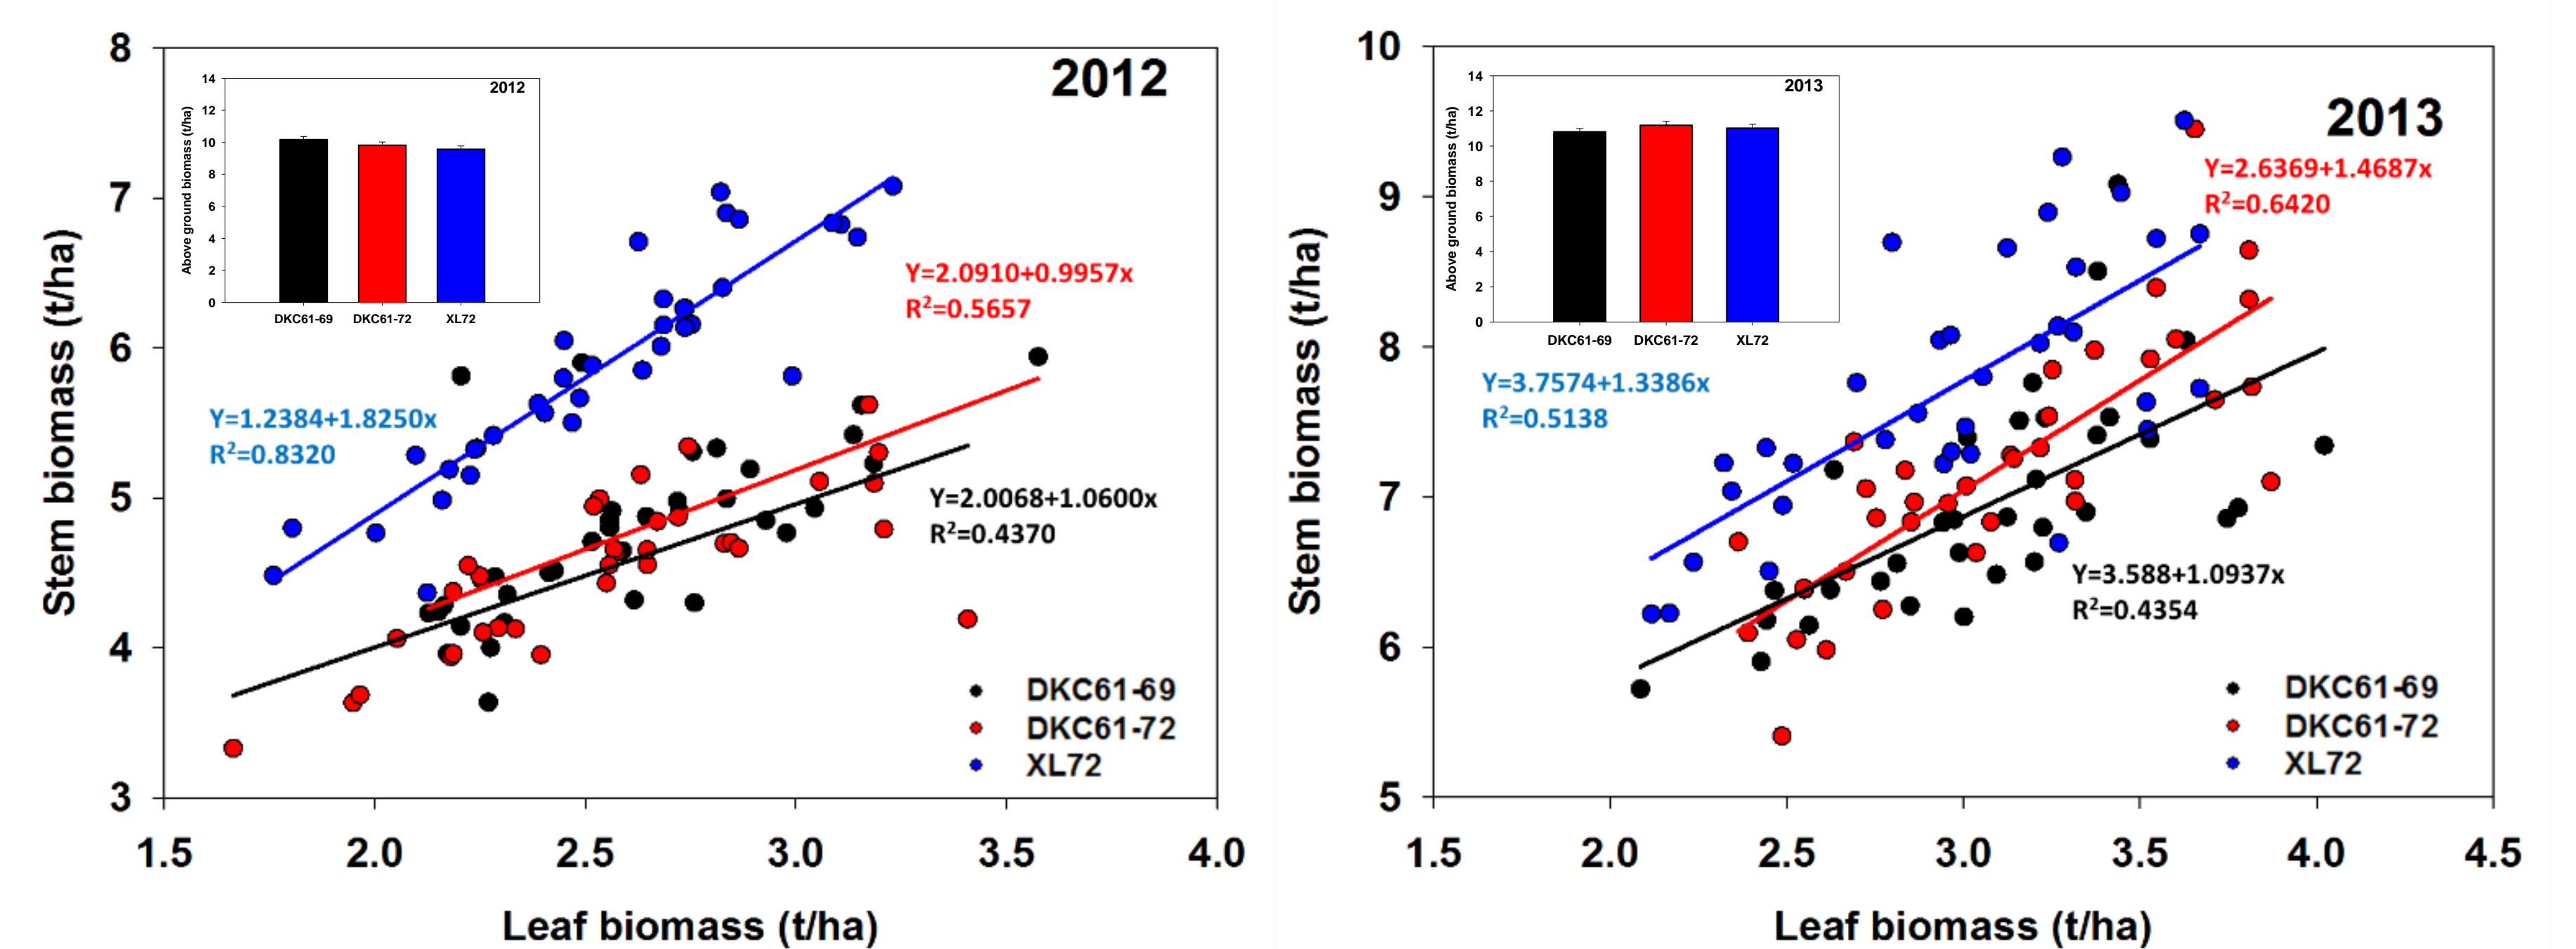 8
7
6
5
4
3
Stem biomass (t/ha)
1.5 2.0 2.5 3.0 3.5 4.0
Leaf biomass (t/ha)
2012
14
12
10
8
6
4
2
0
Above ground biomass (t/ha)
2012
DKC61-69 DKC61-72 XL72
Y=2.0910+0.9957x
R²=0.5657
Y=1.2384+1.8250x
R²=0.8320
Y=2.0068+1.0600x
R²=0.4370
DKC61-69
DKC61-72
XL72
10
9
8
7
6
5
Stem biomass (t/ha)
1.5 2.0 2.5 3.0 3.5 4.0 4.5
Leaf biomass (t/ha)
2013
14
12
10
8
6
4
2
0
Above ground biomass (t/ha)
2013
DKC61-69 DKC61-72 XL72
Y=2.6369+1.4687x
R²=0.6420
Y=3.7574+1.3386x
R²=0.5138
Y=3.588+1.0937x
R²=0.4354
DKC61-69
DKC61-72
XL72